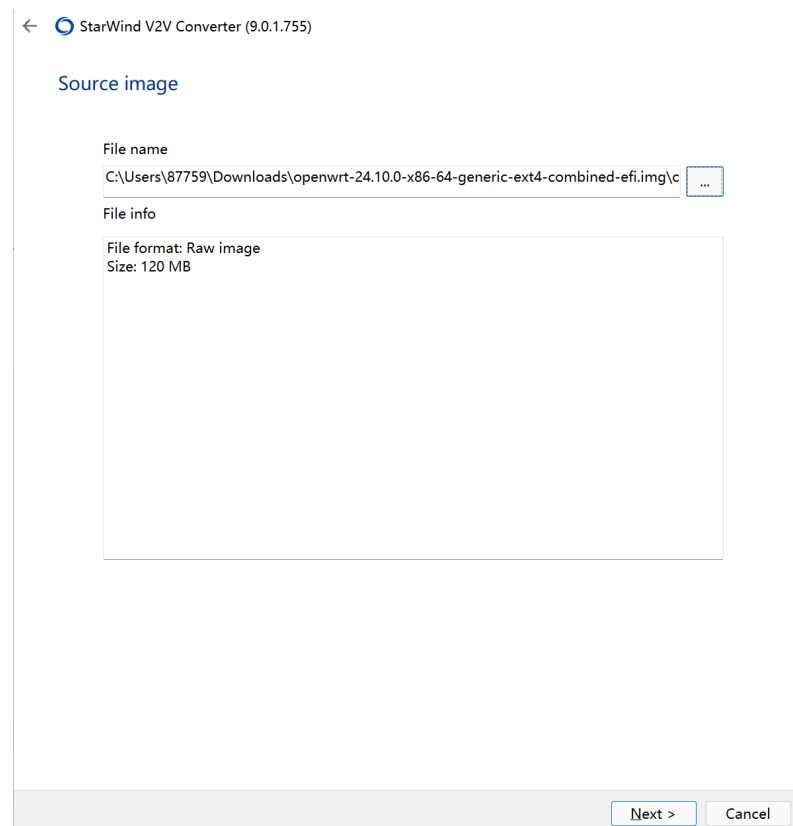 StarWind V2V Converter (9.0.1.755)
Source image
File name
C:\Users\87759\Downloads\openwrt-24.10.0-x86-64-generic-ext4-combined-efi.img\c
...
File info
File format: Raw image
Size: 120 MB
Next >
Cancel